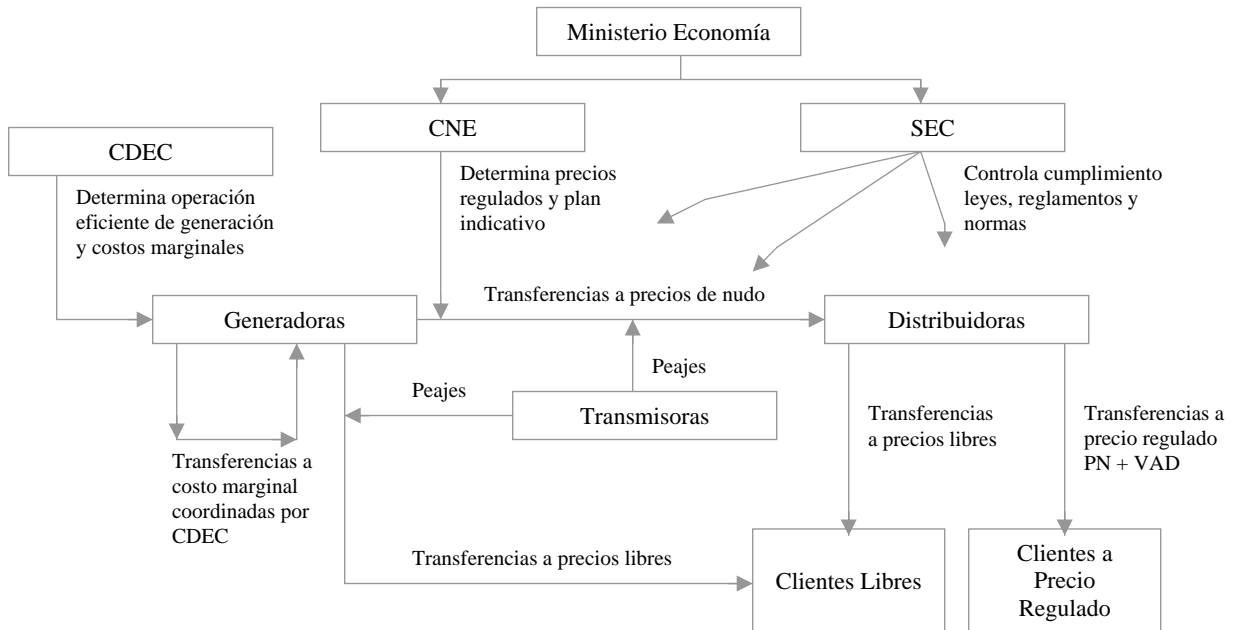 Ministerio Economía
CNE
SEC
CDEC
Determina operación
eficiente de generación
y costos marginales
Determina precios
regulados y plan
indicativo
Controla cumplimiento
leyes, reglamentos y
normas
Transferencias a precios de nudo
Generadoras
Distribuidoras
Peajes
Peajes
Transmisoras
Transferencias
a precios libres
Transferencias a
precio regulado
PN + VAD
Transferencias a
costo marginal
coordinadas por
CDEC
Transferencias a precios libres
Clientes Libres
Clientes a
Precio
Regulado